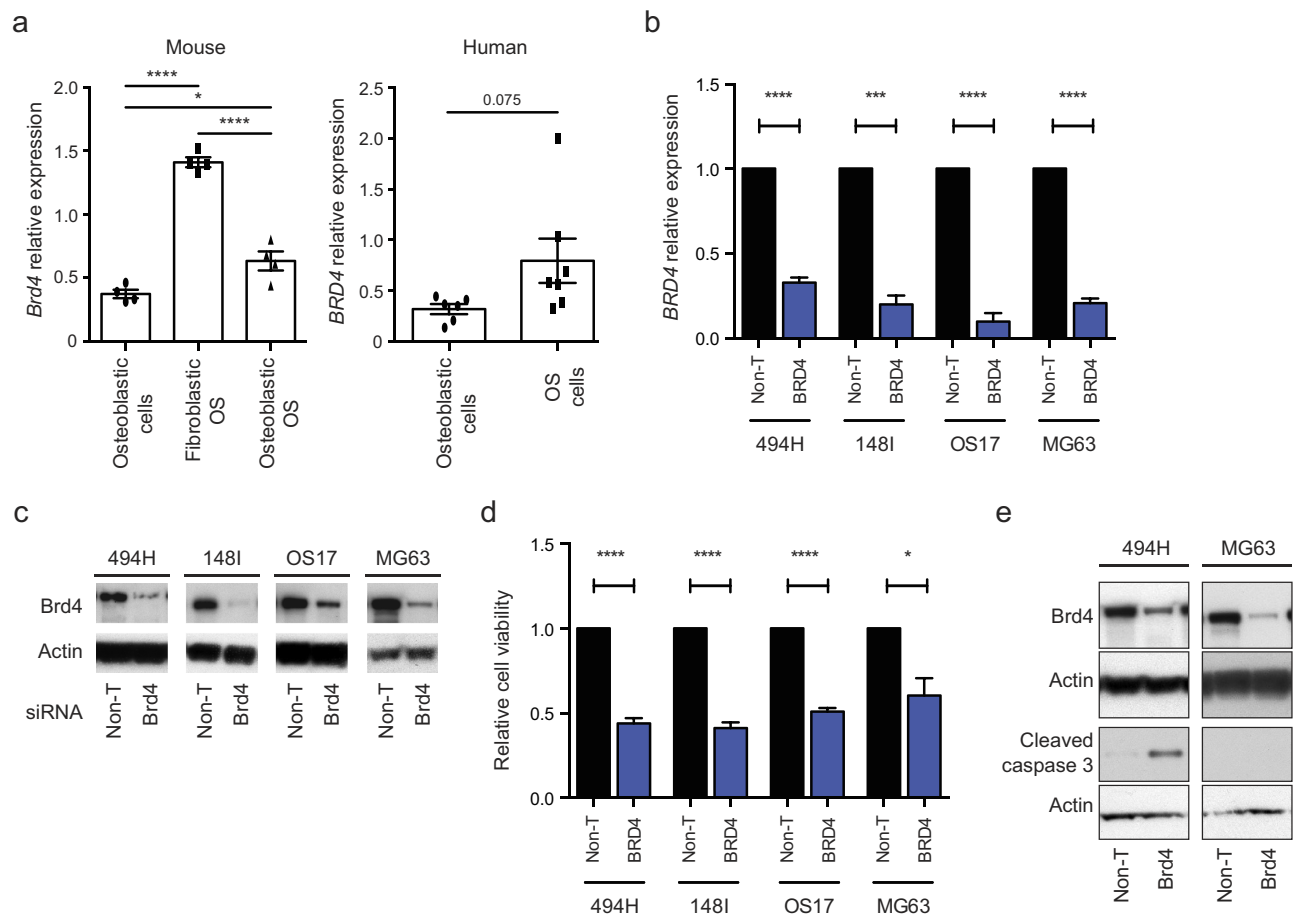 a
Mouse
Brd4 relative expression
2.0
1.5
1.0
0.5
0
****
*
****
Osteoblastic
cells
Fibroblastic
OS
Osteoblastic
OS
Human
BRD4 relative expression
2.5
2.0
1.5
1.0
0.5
0
0.075
Osteoblastic
cells
OS
cells
b
BRD4 relative expression
1.5
1.0
0.5
0.0
**** *** **** ****
Non-T BRD4 Non-T BRD4 Non-T BRD4 Non-T BRD4
494H 148I OS17 MG63
c
494H 148I OS17 MG63
Brd4
Actin
siRNA
Non-T Brd4 Non-T Brd4 Non-T Brd4 Non-T Brd4
d
Relative cell viability
1.5
1.0
0.5
0.0
**** **** **** *
Non-T BRD4 Non-T BRD4 Non-T BRD4 Non-T BRD4
494H 148I OS17 MG63
e
494H MG63
Brd4
Actin
Cleaved
caspase 3
Actin
Non-T Brd4 Non-T Brd4